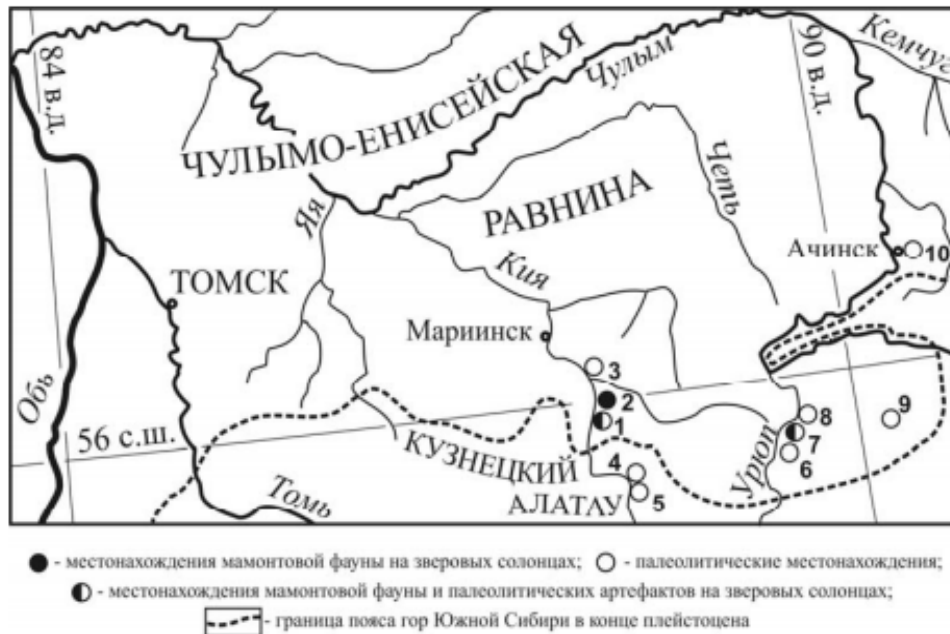 84 в.д.
90 в.д.
Кемчуг
ЧУЛЫМО-ЕНИСЕЙСКАЯ
Чулым
РАВНИНА
Четь
Яя
Кия
ТОМСК
Ачинск
10
Мариинск
Обь
3
2
1
8
9
7
6
56 с.ш.
КУЗНЕЦКИЙ
АЛАТАУ
4
5
Урюп
Томь
- местонахождения мамонтовой фауны на зверовых солонцах; - палеолитические местонахождения;
- местонахождения мамонтовой фауны и палеолитических артефактов на зверовых солонцах;
- граница пояса гор Южной Сибири в конце плейстоцена